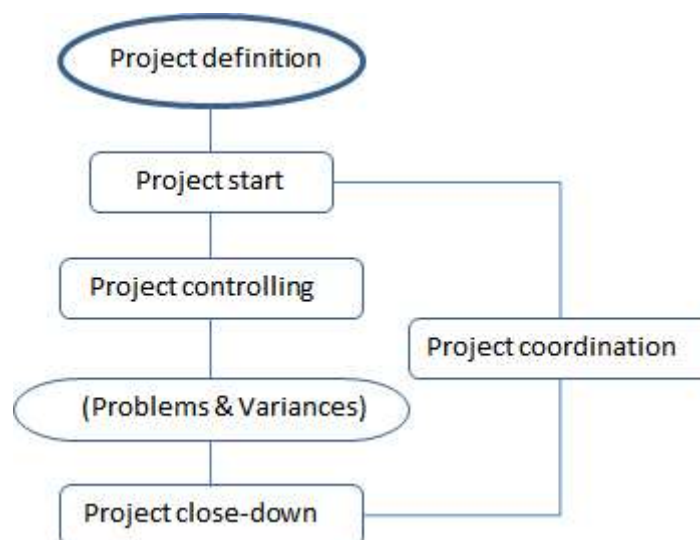 Project definition
Project start
Project controlling
Project coordination
(Problems & Variances)
Project close-down